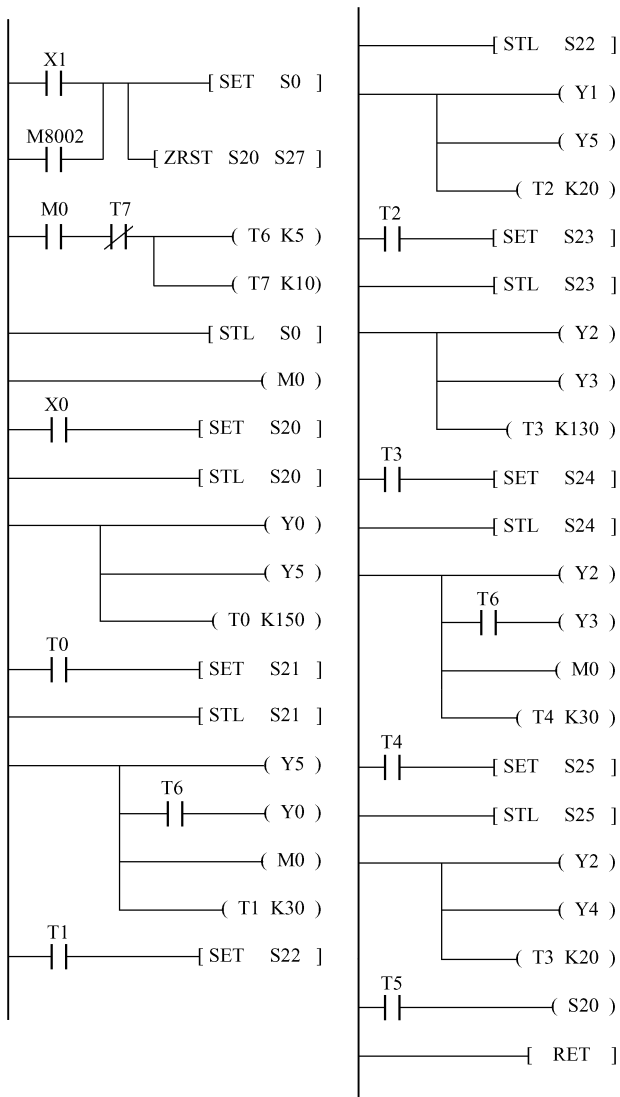 X1
[ SET S0 ]
M8002
[ ZRST S20 S27 ]
M0 T7
( T6 K5 )
( T7 K10)
[ STL S0 ]
( M0 )
X0
[ SET S20 ]
[ STL S20 ]
( Y0 )
( Y5 )
( T0 K150 )
T0
[ SET S21 ]
[ STL S21 ]
( Y5 )
T6
( Y0 )
( M0 )
( T1 K30 )
T1
[ SET S22 ]
[ STL S22 ]
( Y1 )
( Y5 )
( T2 K20 )
T2
[ SET S23 ]
[ STL S23 ]
( Y2 )
( Y3 )
( T3 K130 )
T3
[ SET S24 ]
[ STL S24 ]
( Y2 )
T6
( Y3 )
( M0 )
( T4 K30 )
T4
[ SET S25 ]
[ STL S25 ]
( Y2 )
( Y4 )
( T3 K20 )
T5
( S20 )
[ RET ]